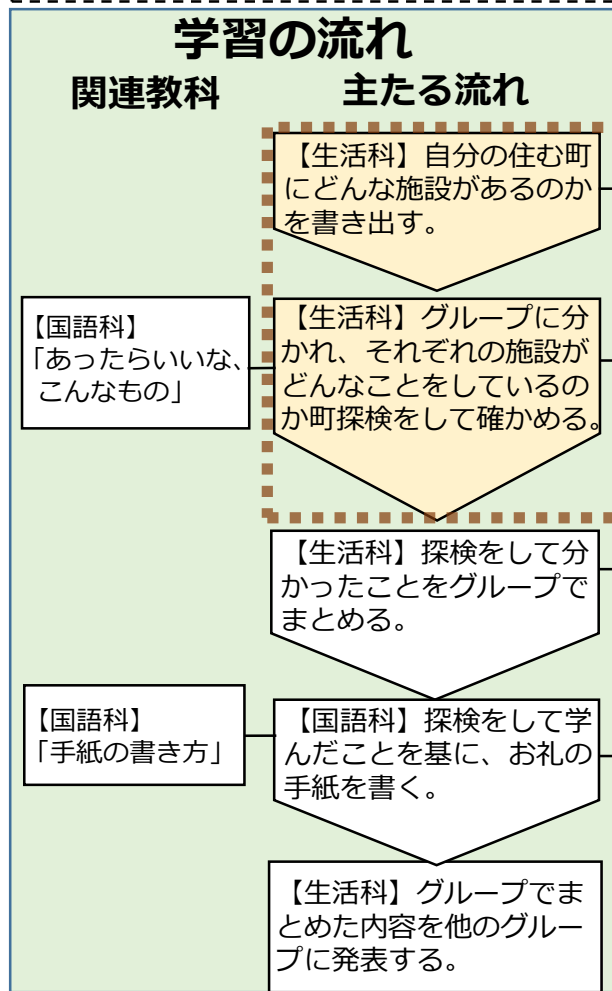 学習の流れ
関連教科
主たる流れ
【生活科】自分の住む町
にどんな施設があるのか
を書き出す。
【国語科】
「あったらいいな、
こんなもの」
【生活科】グループに分
かれ、それぞれの施設が
どんなことをしているの
か町探検をして確かめる。
【生活科】探検をして分
かったことをグループで
まとめる。
【国語科】
「手紙の書き方」
【国語科】探検をして学
んだことを基に、お礼の
手紙を書く。
【生活科】グループでま
とめた内容を他のグルー
プに発表する。